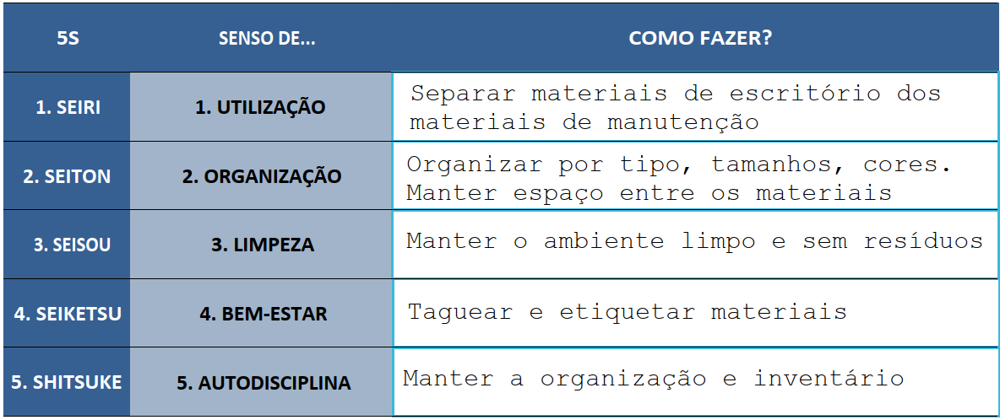 5S SENSO DE... COMO FAZER?
1. SEIRI 1. UTILIZAÇÃO Separar materiais de escritório dos
materiais de manutenção
2. SEITON 2. ORGANIZAÇÃO Organizar por tipo, tamanhos, cores.
Manter espaço entre os materiais
3. SEISOU 3. LIMPEZA Manter o ambiente limpo e sem resíduos
4. SEIKETSU 4. BEM-ESTAR Taguear e etiquetar materiais
5. SHITSUKE 5. AUTODISCIPLINA Manter a organização e inventário